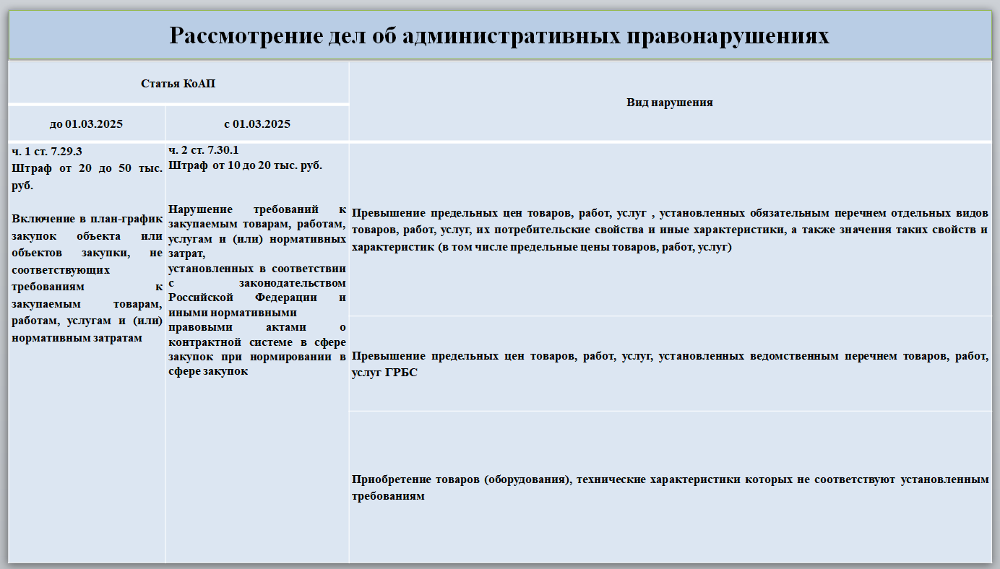 Рассмотрение дел об административных правонарушениях
Статья КоАП
Вид нарушения
до 01.03.2025
с 01.03.2025
ч. 1 ст. 7.29.3
Штраф от 20 до 50 тыс.
руб.
Включение в план-график
закупок объекта или
объектов закупки, не
соответствующих
требованиям к
закупаемым товарам,
работам, услугам и (или)
нормативным затратам
ч. 2 ст. 7.30.1
Штраф от 10 до 20 тыс. руб.
Нарушение требований к
закупаемым товарам, работам,
услугам и (или) нормативных
затрат,
установленных в соответствии
с законодательством
Российской Федерации и
иными нормативными
правовыми актами о
контрактной системе в сфере
закупок при нормировании в
сфере закупок
Превышение предельных цен товаров, работ, услуг , установленных обязательным перечнем отдельных видов
товаров, работ, услуг, их потребительские свойства и иные характеристики, а также значения таких свойств и
характеристик (в том числе предельные цены товаров, работ, услуг)
Превышение предельных цен товаров, работ, услуг, установленных ведомственным перечнем товаров, работ,
услуг ГРБС
Приобретение товаров (оборудования), технические характеристики которых не соответствуют установленным
требованиям